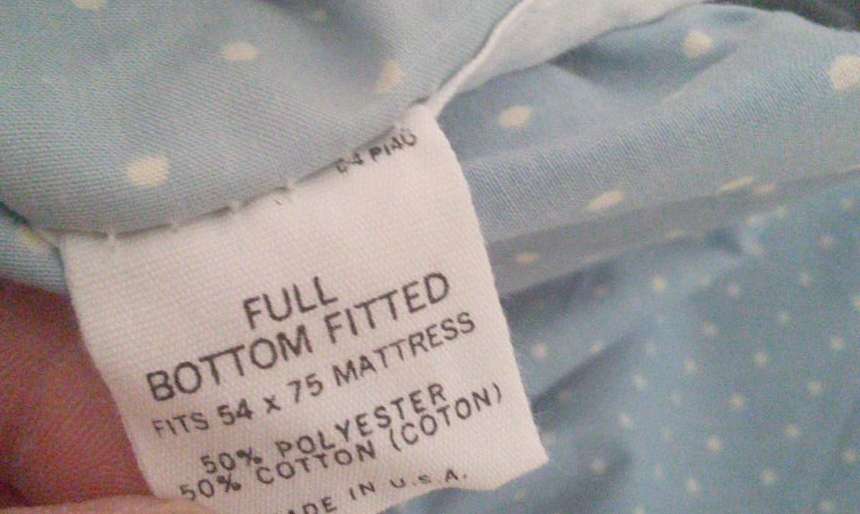 FULL
BOTTOM FITTED
FITS 54 x 75 MATTRESS
50% POLYESTER
50% COTTON (COTON)
ADE IN U.S.A.